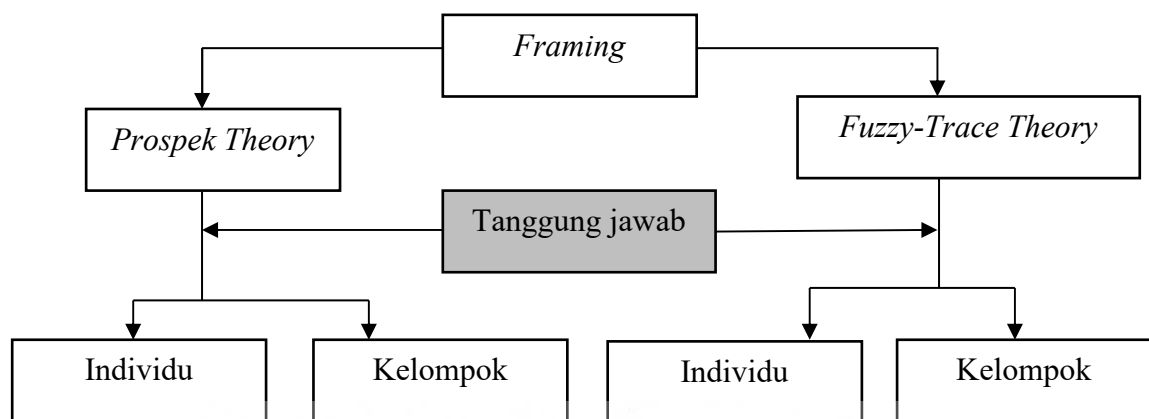 Framing
Prospek Theory
Fuzzy-Trace Theory
Tanggung jawab
Individu
Kelompok
Individu
Kelompok